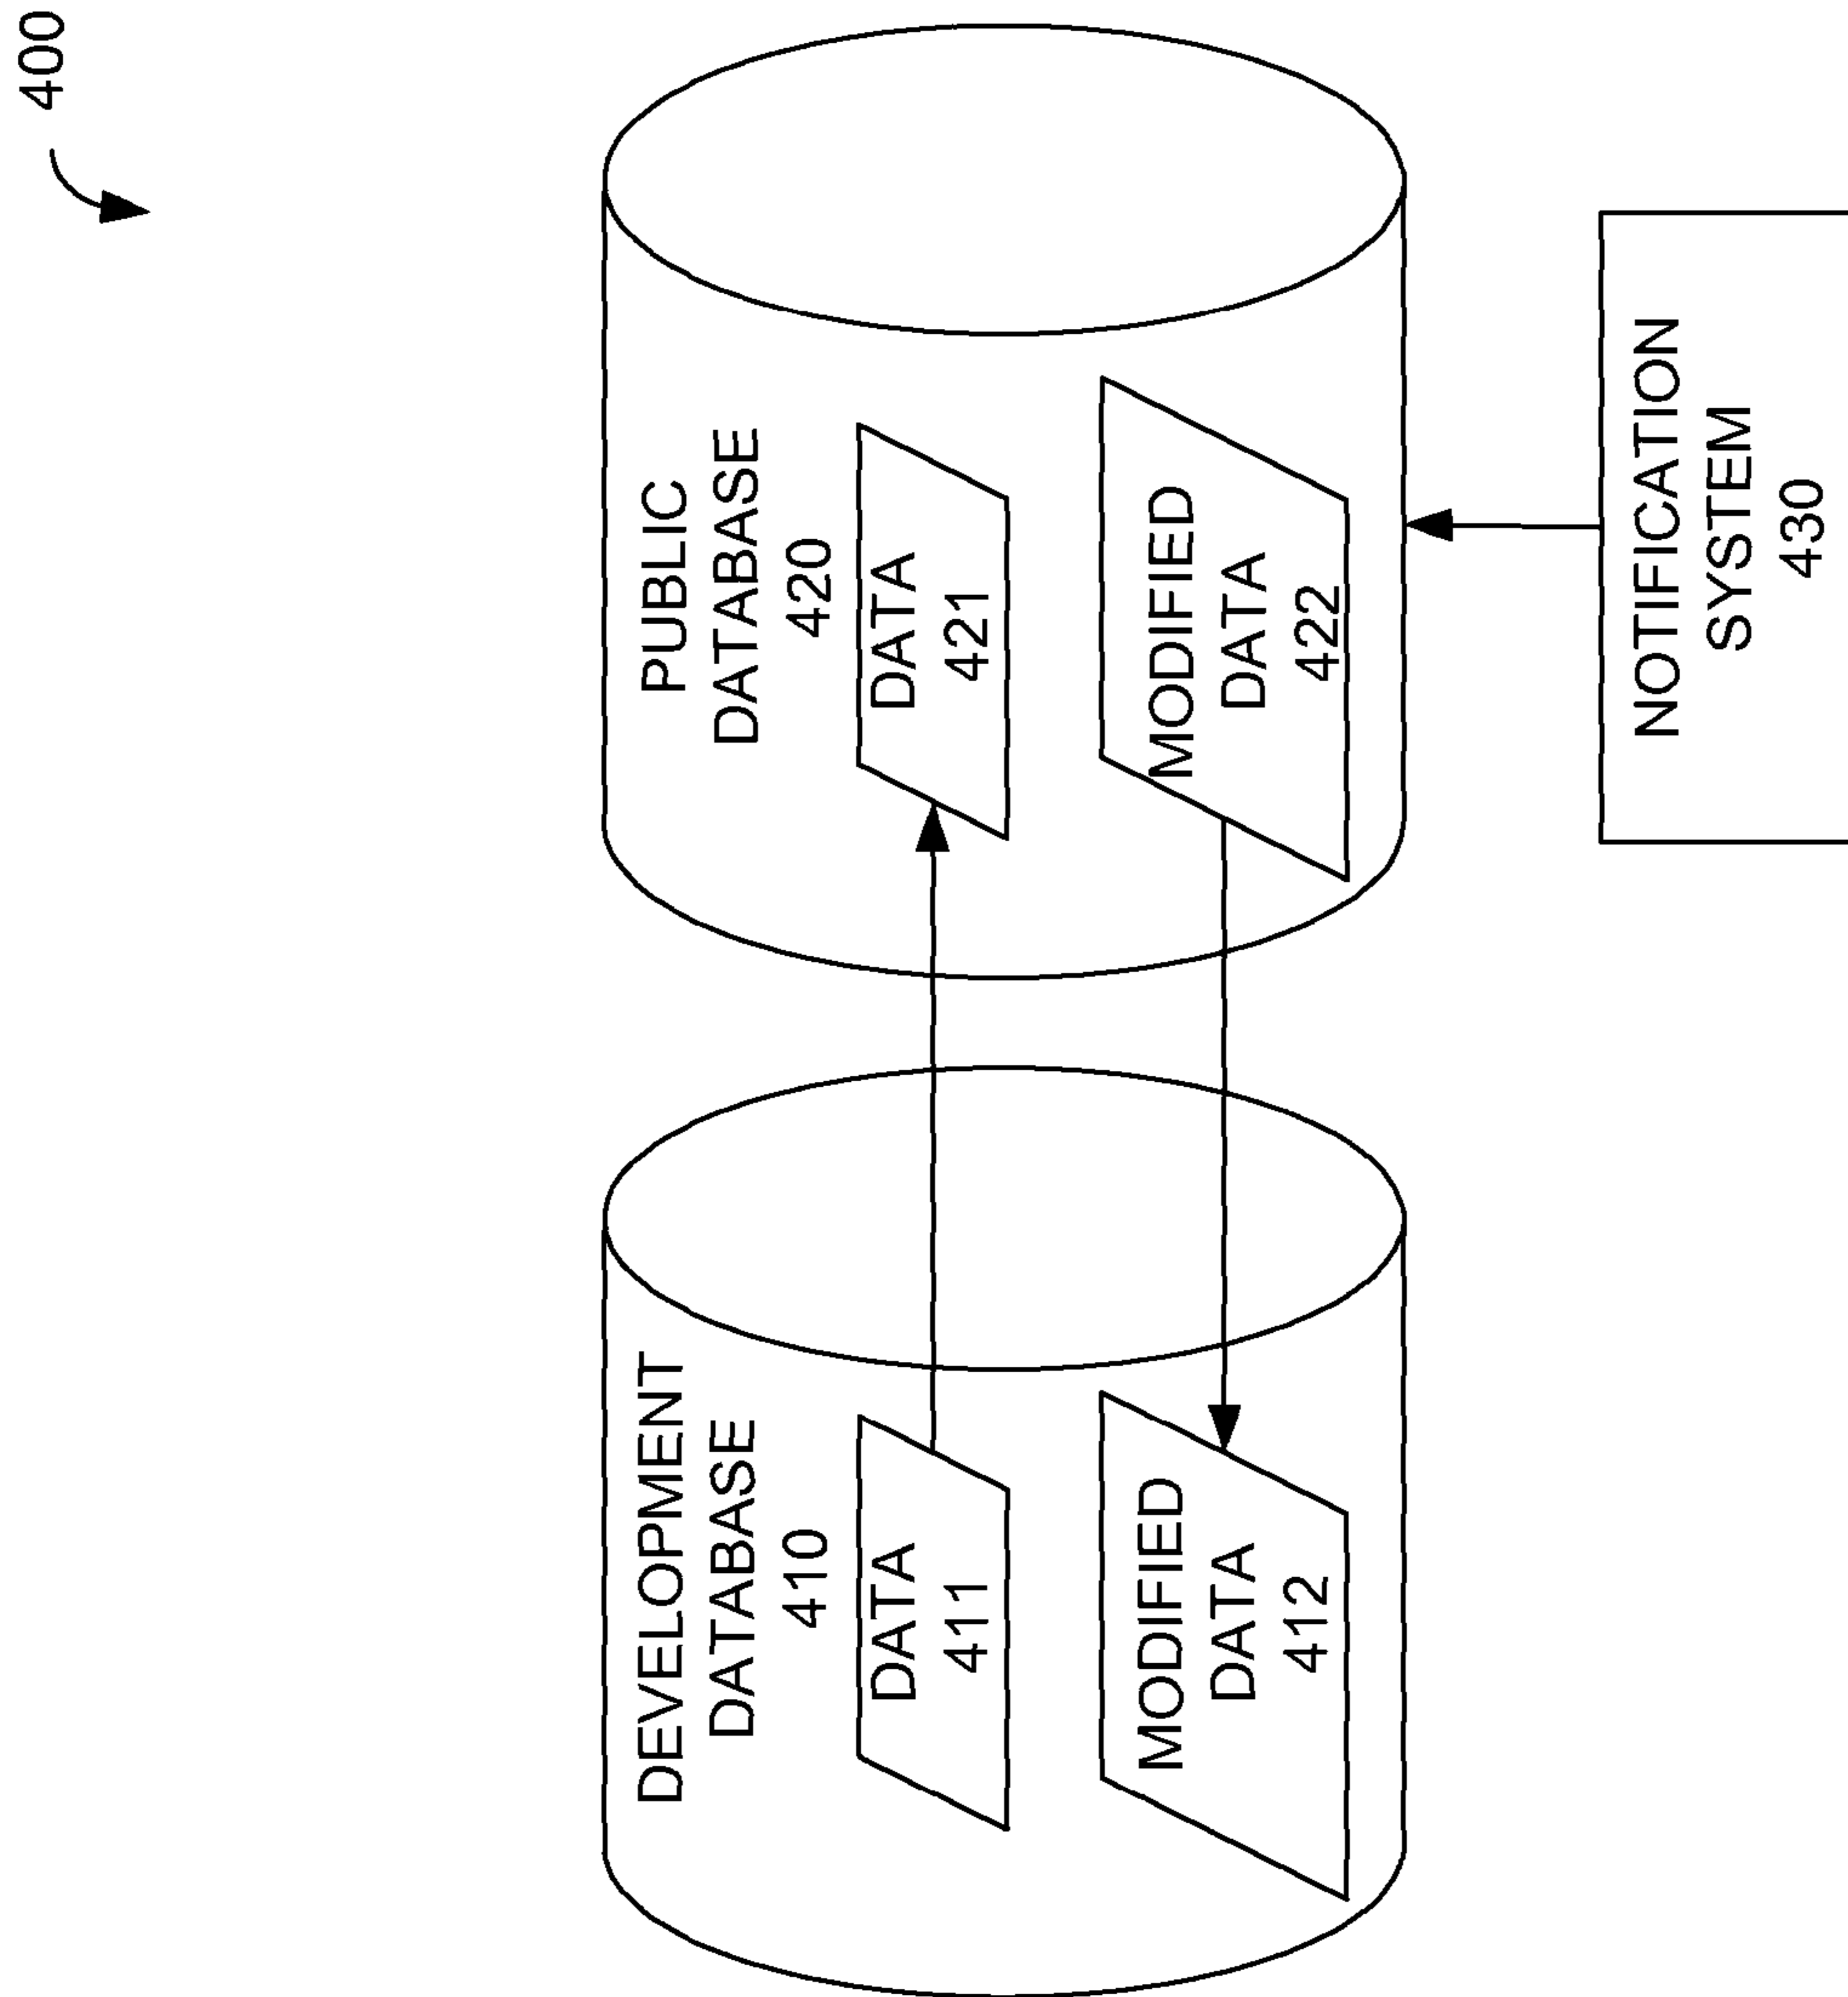 400
DEVELOPMENT
DATABASE
410
DATA
411
MODIFIED
DATA
412
PUBLIC
DATABASE
420
DATA
421
MODIFIED
DATA
422
NOTIFICATION
SYSTEM
430